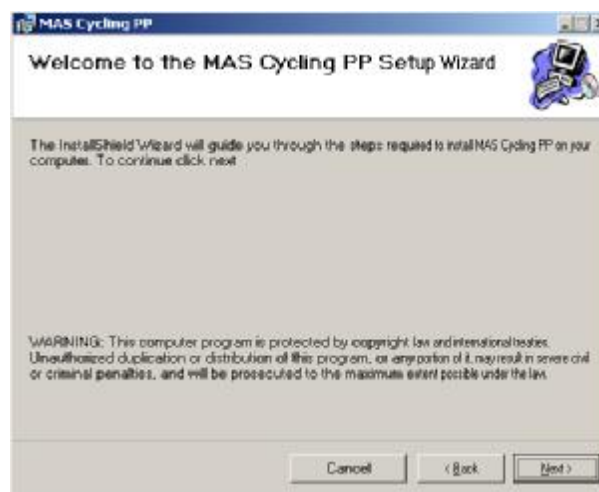 MAS Cycling PP
Welcome to the MAS Cycling PP Setup Wizard
The InstallShield Wizard will guide you through the steps required to install MAS Cycling PP on your
computer. To continue click next
WARNING: This computer program is protected by copyright law and international treaties.
Unauthorized duplication or distribution of this program, or any portion of it, may result in severe civil
or criminal penalties, and will be prosecuted to the maximum extent possible under the law.
Cancel
< Back
Next >